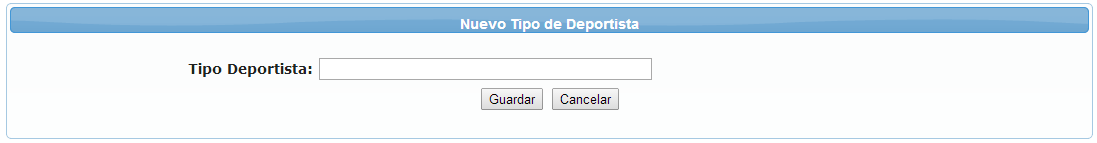 Nuevo Tipo de Deportista
Tipo Deportista:
Guardar Cancelar